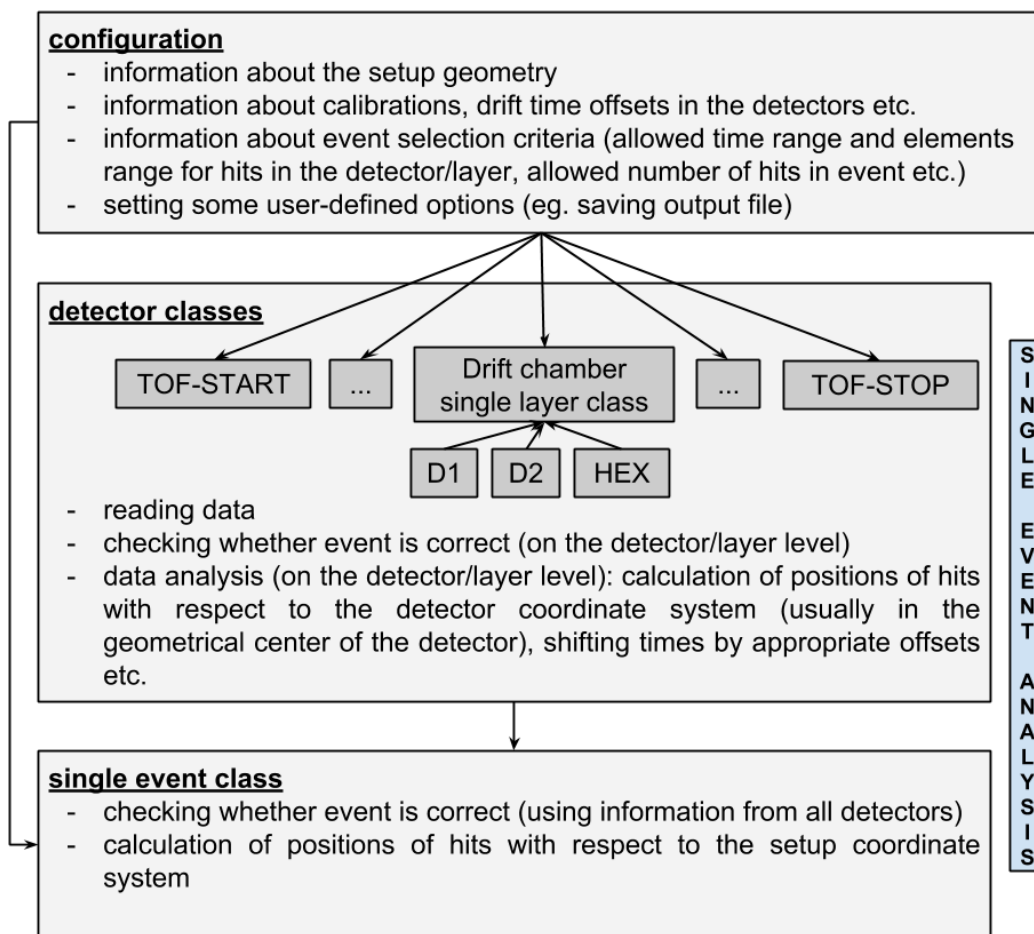 configuration
- information about the setup geometry
- information about calibrations, drift time offsets in the detectors etc.
- information about event selection criteria (allowed time range and elements
range for hits in the detector/layer, allowed number of hits in event etc.)
- setting some user-defined options (eg. saving output file)
detector classes
TOF-START
...
Drift chamber
single layer class
...
TOF-STOP
D1
D2
HEX
- reading data
- checking whether event is correct (on the detector/layer level)
- data analysis (on the detector/layer level): calculation of positions of hits
with respect to the detector coordinate system (usually in the
geometrical center of the detector), shifting times by appropriate offsets
etc.
single event class
- checking whether event is correct (using information from all detectors)
- calculation of positions of hits with respect to the setup coordinate
system
SINGLE EVENT ANALYSIS